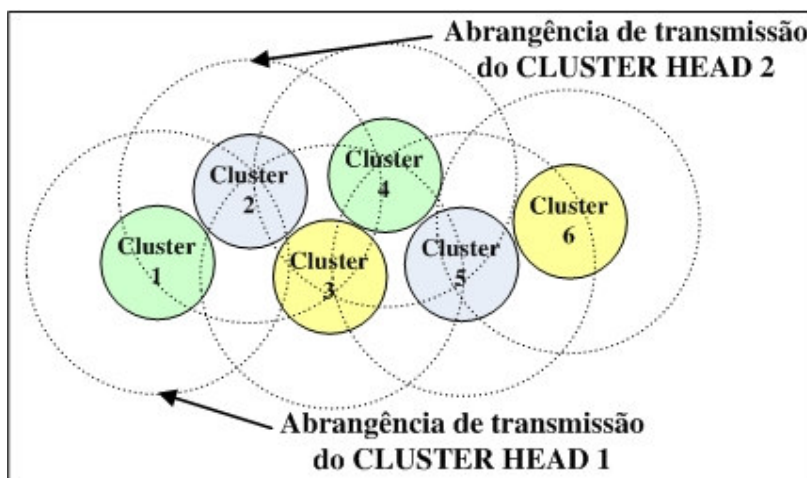 Abrangência de transmissão
do CLUSTER HEAD 2
Cluster
4
Cluster
2
Cluster
6
Cluster
1
Cluster
3
Cluster
5
Abrangência de transmissão
do CLUSTER HEAD 1